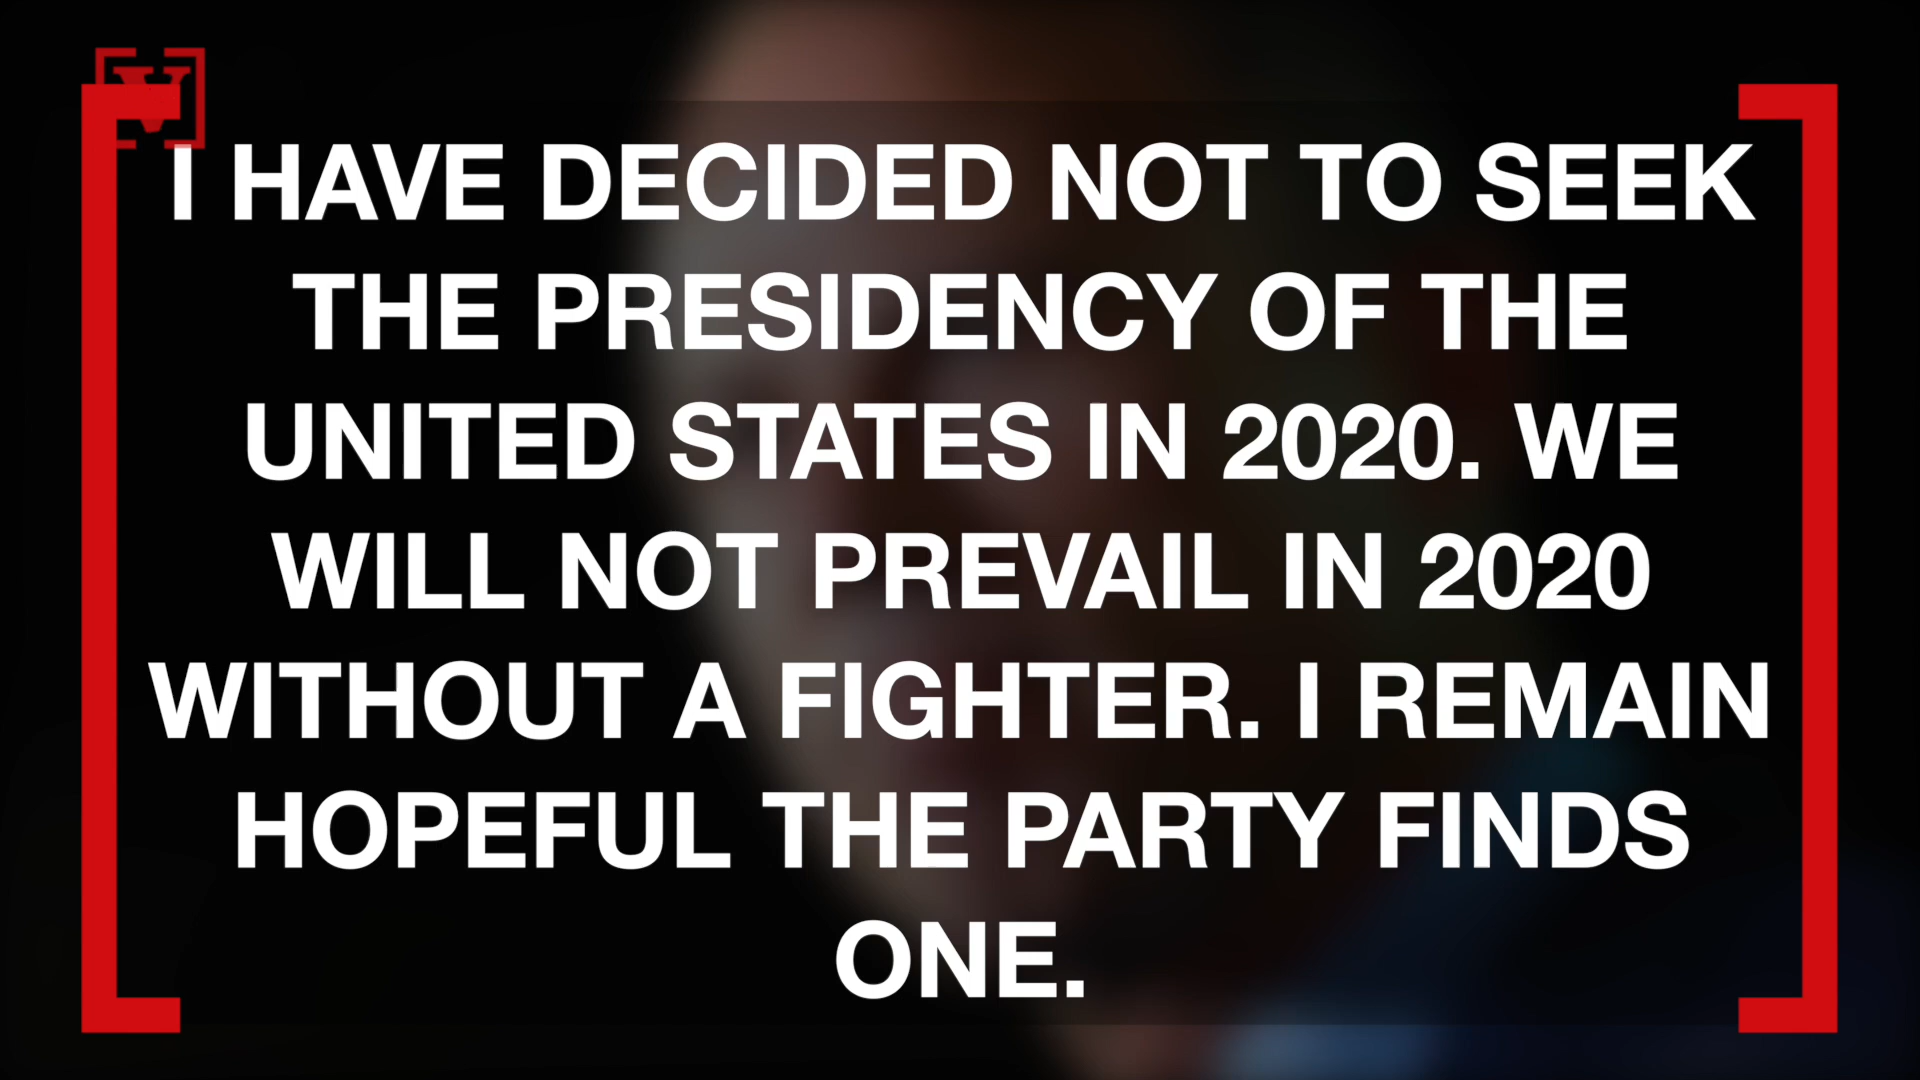 V
I HAVE DECIDED NOT TO SEEK
THE PRESIDENCY OF THE
UNITED STATES IN 2020. WE
WILL NOT PREVAIL IN 2020
WITHOUT A FIGHTER. I REMAIN
HOPEFUL THE PARTY FINDS
ONE.